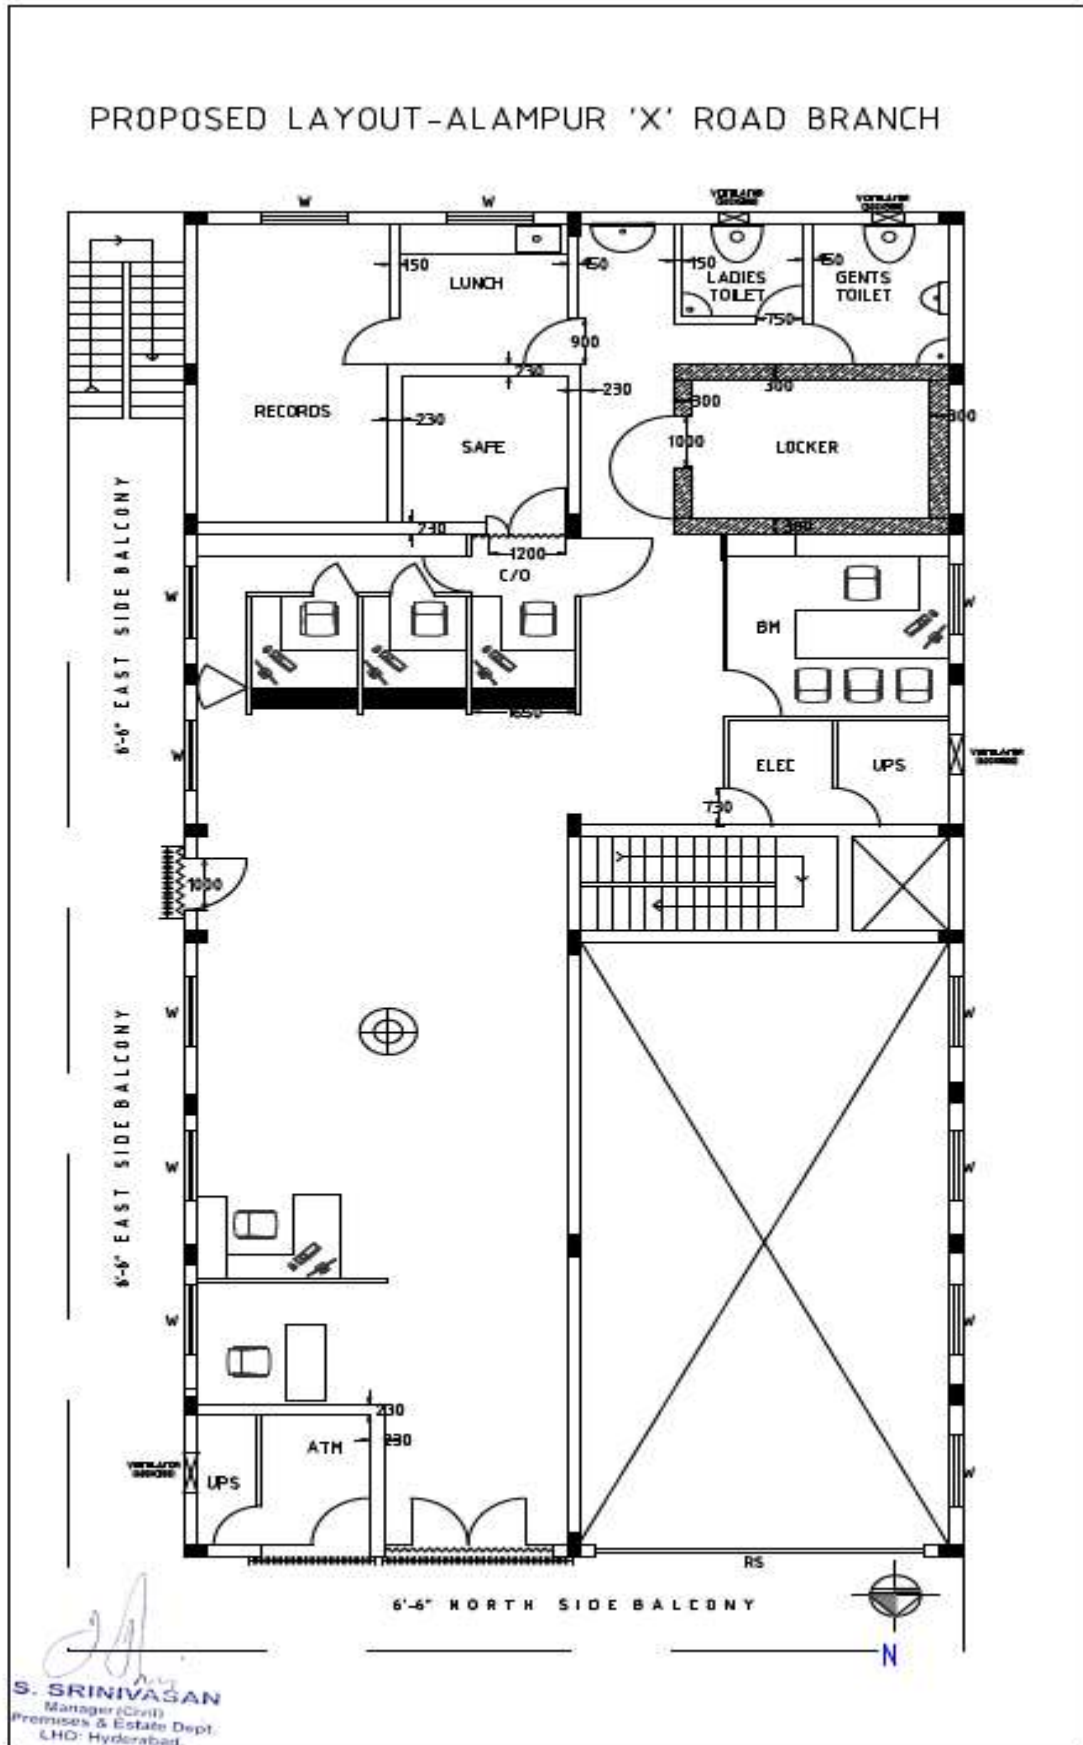 PROPOSED LAYOUT-ALAMPUR 'X' ROAD BRANCH
W
W
150
LUNCH
150
150
LADIES
TOILET
150
GENTS
TOILET
750
900
230
230
300
300
300
RECORDS
230
SAFE
1000
LOCKER
230
300
1200
C/O
W
BM
W
1650
6'-6" EAST SIDE BALCONY
W
ELEC
UPS
730
1000
W
W
6'-6" EAST SIDE BALCONY
W
W
W
W
230
ATM
230
UPS
W
RS
6'-6" NORTH SIDE BALCONY
N
S. SRINIVASAN
Manager (Civil)
Premises & Estate Dept.
LHO: Hyderabad.